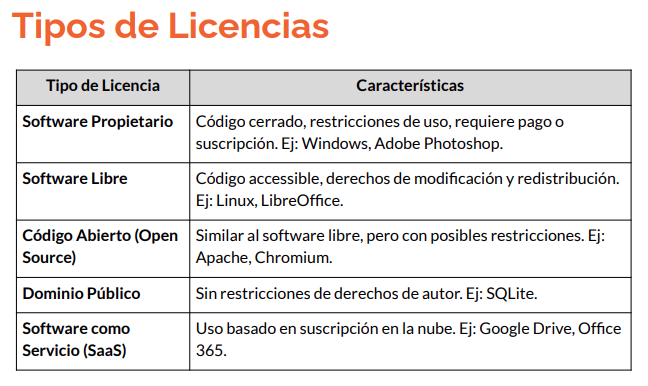 Tipos de Licencias
Tipo de Licencia
Características
Software Propietario
Código cerrado, restricciones de uso, requiere pago o
suscripción. Ej: Windows, Adobe Photoshop.
Software Libre
Código accessible, derechos de modificación y redistribución.
Ej: Linux, LibreOffice.
Código Abierto (Open
Source)
Similar al software libre, pero con posibles restricciones. Ej:
Apache, Chromium.
Dominio Público
Sin restricciones de derechos de autor. Ej: SQLite.
Software como
Servicio (SaaS)
Uso basado en suscripción en la nube. Ej: Google Drive, Office
365.